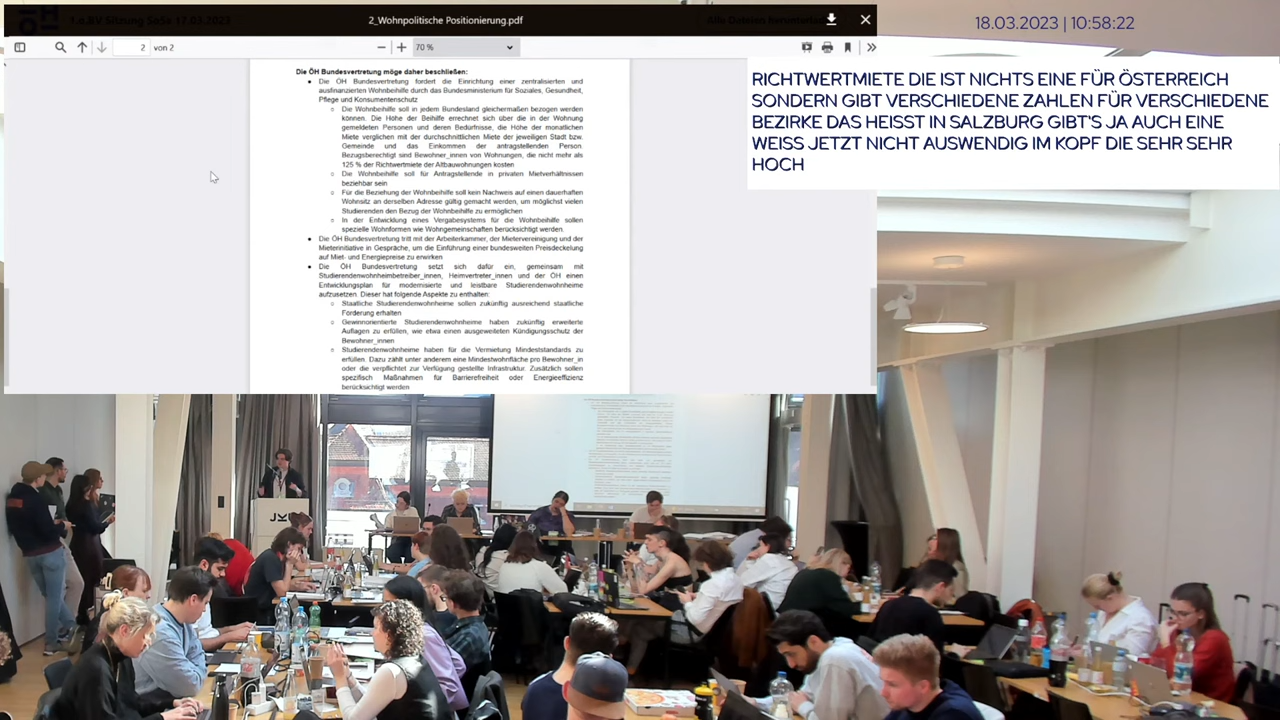 1.o.BV Sitzung SoSe 17.03.2023
2_Wohnpolitische Positionierung.pdf
18.03.2023 | 10:58:22
2 von 2
70 %
RICHTWERTMIETE DIE IST NICHTS EINE FÜR ÖSTERREICH
SONDERN GIBT VERSCHIEDENE ZAHLEN FÜR VERSCHIEDENE
BEZIRKE DAS HEISST IN SALZBURG GIBT'S JA AUCH EINE
WEISS JETZT NICHT AUSWENDIG IM KOPF DIE SEHR SEHR
HOCH
Die ÖH Bundesvertretung möge daher beschließen:
• Die ÖH Bundesvertretung fordert die Einrichtung einer zentralisierten und
ausfinanzierten Wohnbeihilfe durch das Bundesministerium für Soziales, Gesundheit,
Pflege und Konsumentenschutz
○ Die Wohnbeihilfe soll in jedem Bundesland gleichermaßen bezogen werden
können. Die Höhe der Beihilfe errechnet sich über die in der Wohnung
gemeldeten Personen und deren Bedürfnisse, die Höhe der monatlichen
Miete verglichen mit der durchschnittlichen Miete der jeweiligen Stadt bzw.
Gemeinde und das Einkommen der antragstellenden Person.
Bezugsberechtigt sind Bewohner_innen von Wohnungen, die nicht mehr als
125 % der Richtwertmiete der Altbauwohnungen kosten
○ Die Wohnbeihilfe soll für Antragstellende in privaten Mietverhältnissen
beziehbar sein
○ Für die Beziehung der Wohnbeihilfe soll kein Nachweis auf einen dauerhaften
Wohnsitz an derselben Adresse gültig gemacht werden, um möglichst vielen
Studierenden den Bezug der Wohnbeihilfe zu ermöglichen
○ In der Entwicklung eines Vergabesystems für die Wohnbeihilfe sollen
spezielle Wohnformen wie Wohngemeinschaften berücksichtigt werden.
• Die ÖH Bundesvertretung tritt mit der Arbeiterkammer, der Mietervereinigung und der
Mieterinitiative in Gespräche, um die Einführung einer bundesweiten Preisdeckelung
auf Miet- und Energiepreise zu erwirken
• Die ÖH Bundesvertretung setzt sich dafür ein, gemeinsam mit
Studierendenwohnheimbetreiber_innen, Heimvertreter_innen und der ÖH einen
Entwicklungsplan für modernisierte und leistbare Studierendenwohnheime
aufzusetzen. Dieser hat folgende Aspekte zu enthalten:
○ Staatliche Studierendenwohnheime sollen zukünftig ausreichend staatliche
Förderung erhalten
○ Gewinnorientierte Studierendenwohnheime haben zukünftig erweiterte
Auflagen zu erfüllen, wie etwa einen ausgeweiteten Kündigungsschutz der
Bewohner_innen
○ Studierendenwohnheime haben für die Vermietung Mindeststandards zu
erfüllen. Dazu zählt unter anderem eine Mindestwohnfläche pro Bewohner_in
oder die verpflichtet zur Verfügung gestellte Infrastruktur. Zusätzlich sollen
spezifisch Maßnahmen für Barrierefreiheit oder Energieeffizienz
berücksichtigt werden
JKU